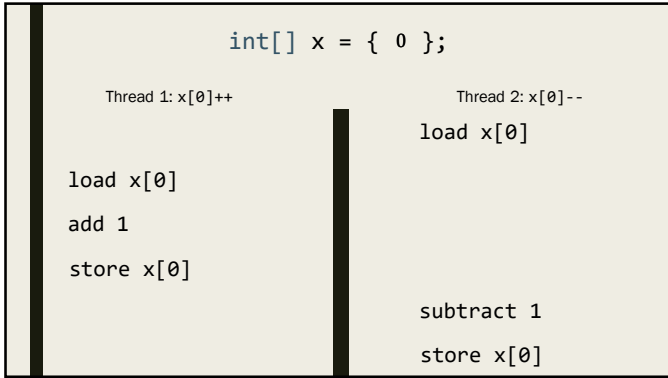 int[] x = { 0 };
Thread 1: x[0]++
Thread 2: x[0]--
load x[0]
load x[0]
add 1
store x[0]
subtract 1
store x[0]